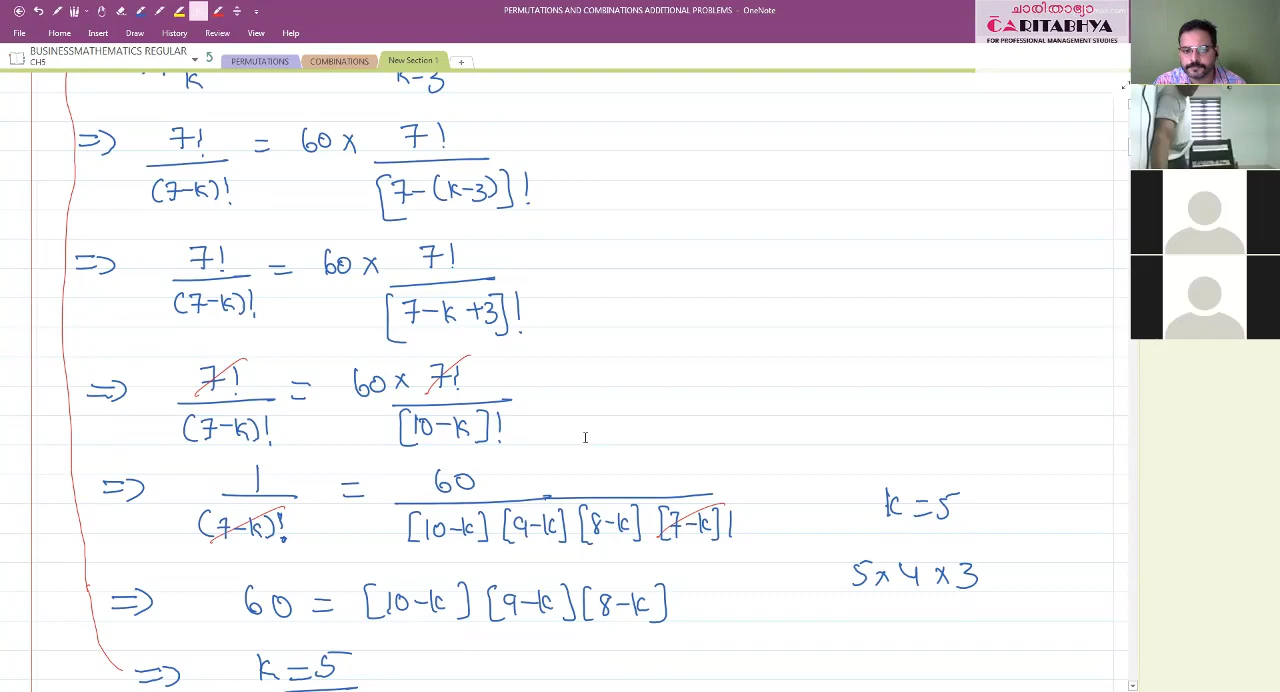 PERMUTATIONS AND COMBINATIONS ADDITIONAL PROBLEMS - OneNote
ചാരിതാഭ്യാ
CARITABHYA
FOR PROFESSIONAL MANAGEMENT STUDIES
File Home Insert Draw History Review View Help
BUSINESSMATHEMATICS REGULAR
CH5
PERMUTATIONS COMBINATIONS New Section 1 +
k k-3
=> 7!/(7-k)! = 60 × 7!/[7-(k-3)]!
=> 7!/(7-k)! = 60 × 7!/[7-k+3]!
=> 7!/(7-k)! = 60 × 7!/[10-k]!
=> 1/(7-k)! = 60/[10-k][9-k][8-k][7-k]!
k=5
5×4×3
=> 60 = [10-k][9-k][8-k]
=> k=5